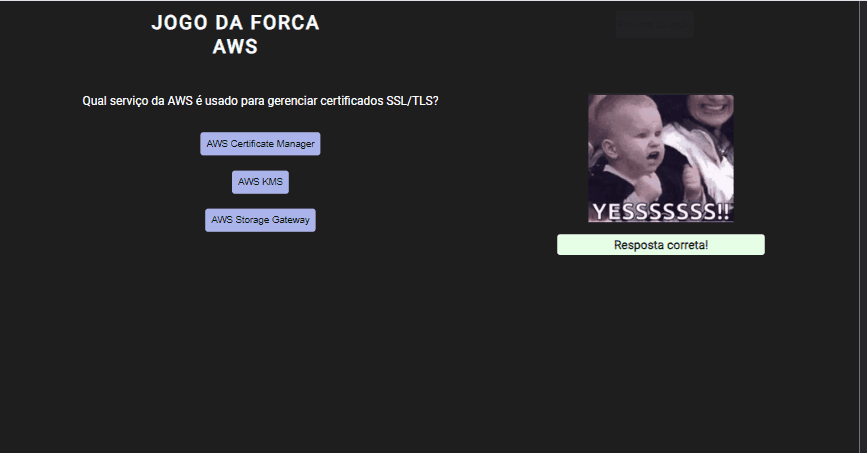 JOGO DA FORCA
AWS
Qual serviço da AWS é usado para gerenciar certificados SSL/TLS?
AWS Certificate Manager
AWS KMS
AWS Storage Gateway
YESSSSSSS!!
Resposta correta!